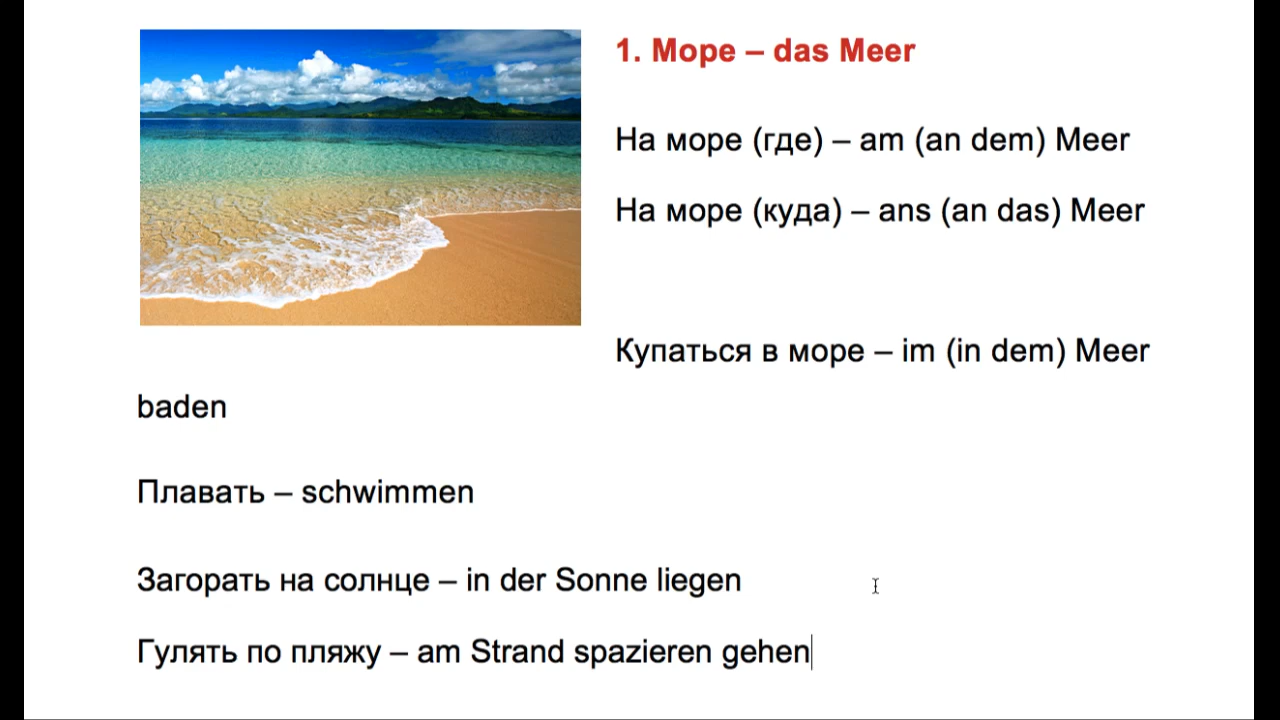 1. Море – das Meer
На море (где) – am (an dem) Meer
На море (куда) – ans (an das) Meer
Купаться в море – im (in dem) Meer
baden
Плавать – schwimmen
Загорать на солнце – in der Sonne liegen
Гулять по пляжу – am Strand spazieren gehen